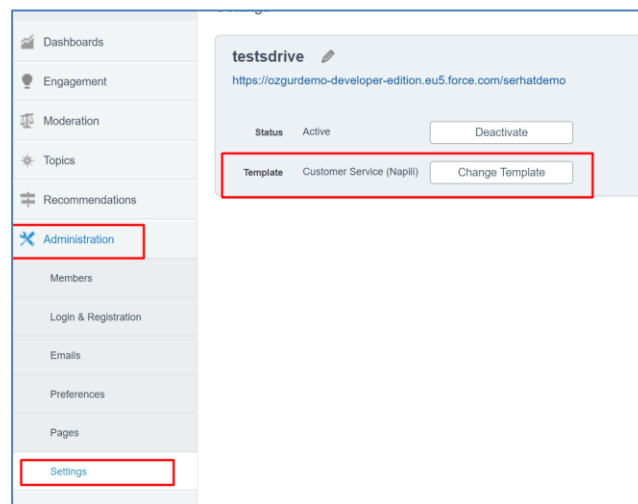 Dashboards
Engagement
Moderation
Topics
Recommendations
Administration
Members
Login & Registration
Emails
Preferences
Pages
Settings
testsdrive
https://ozgurdemo-developer-edition.eu5.force.com/serhatdemo
Status Active Deactivate
Template Customer Service (Napili) Change Template